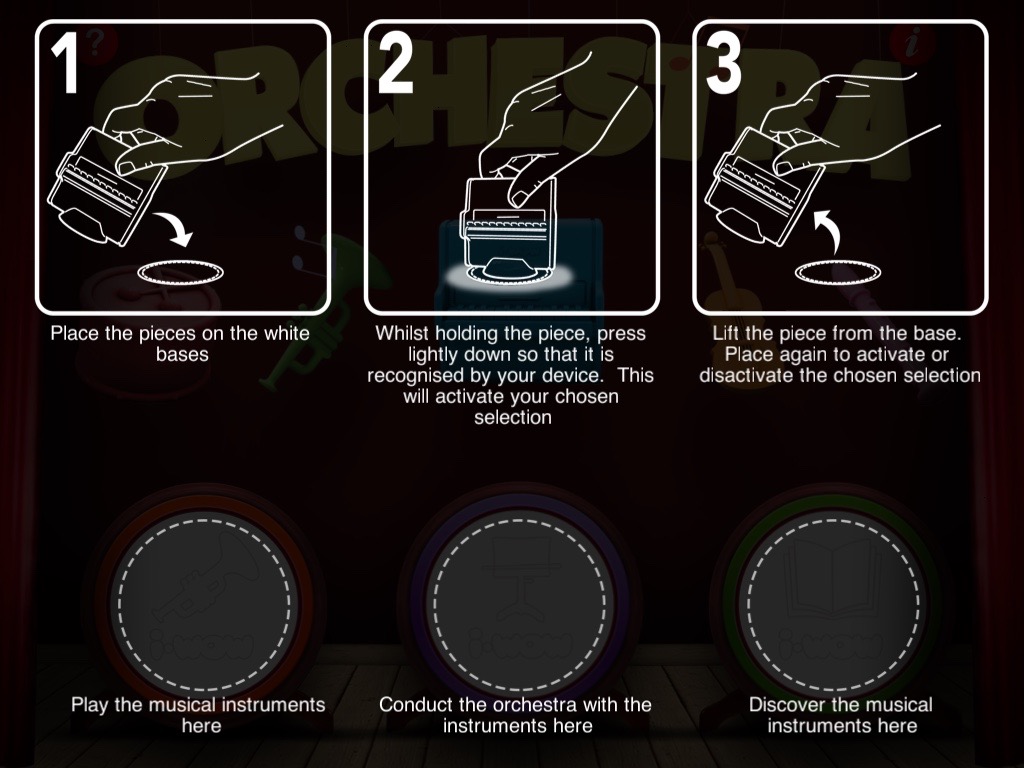 ORCHESTRA
?
i
1
2
3
Place the pieces on the white
bases
Whilst holding the piece, press
lightly down so that it is
recognised by your device.  This
will activate your chosen
selection
Lift the piece from the base.
Place again to activate or
disactivate the chosen selection
i-wow
i-wow
i-wow
Play the musical instruments
here
Conduct the orchestra with the
instruments here
Discover the musical
instruments here